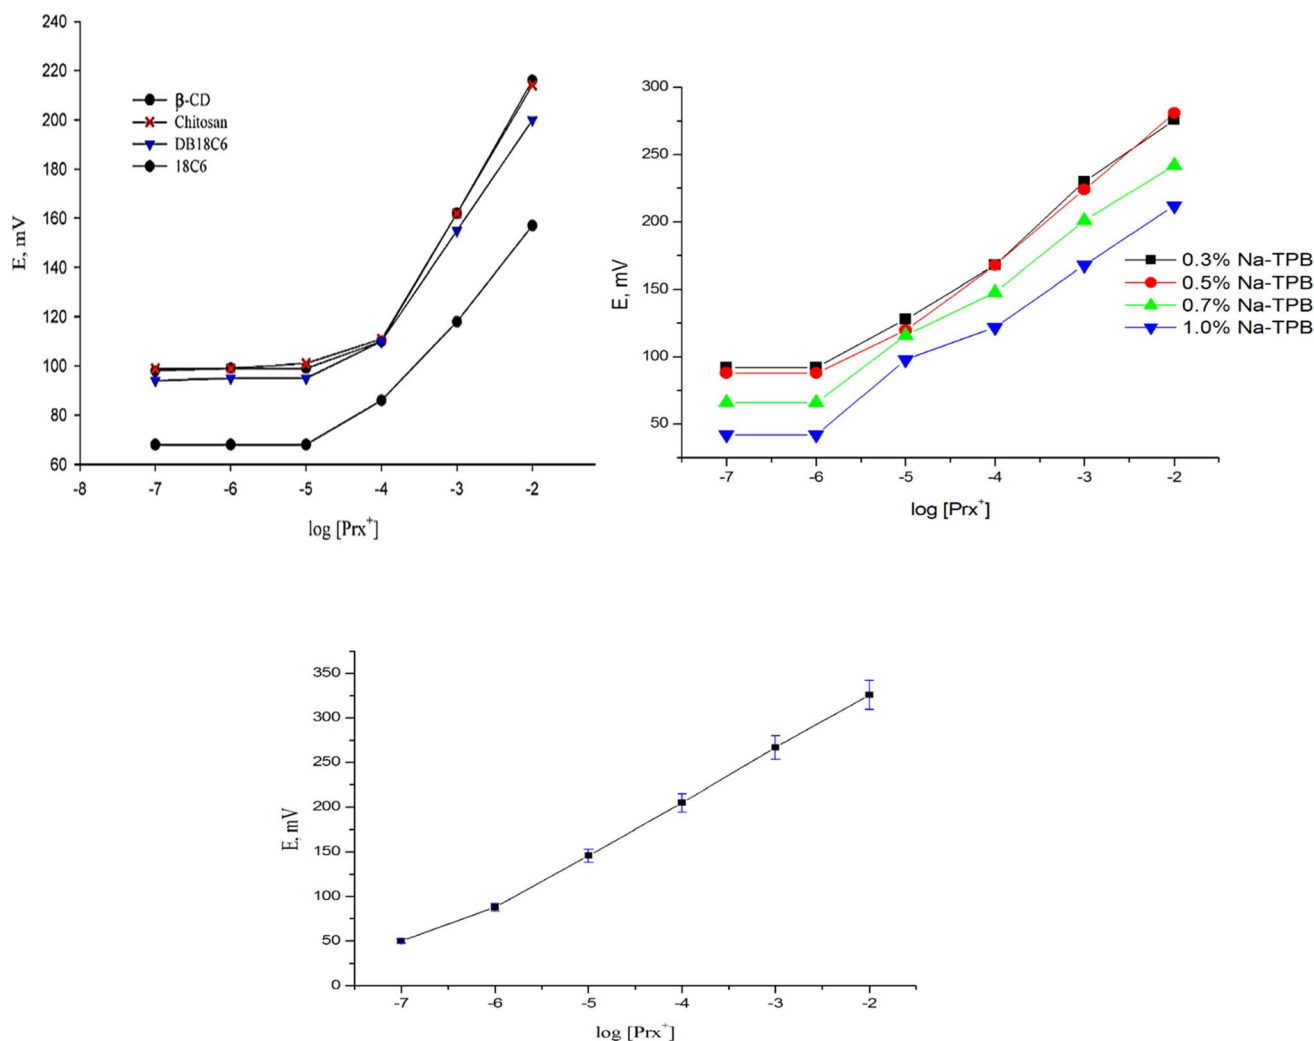 240
220
200
180
160
140
120
100
80
60
E, mV
β-CD
Chitosan
DB18C6
18C6
-8 -7 -6 -5 -4 -3 -2
log [Prx+]
300
250
200
150
100
50
E, mV
0.3% Na-TPB
0.5% Na-TPB
0.7% Na-TPB
1.0% Na-TPB
-7 -6 -5 -4 -3 -2
log [Prx+]
350
300
250
200
150
100
50
0
E, mV
-7 -6 -5 -4 -3 -2
log [Prx+]